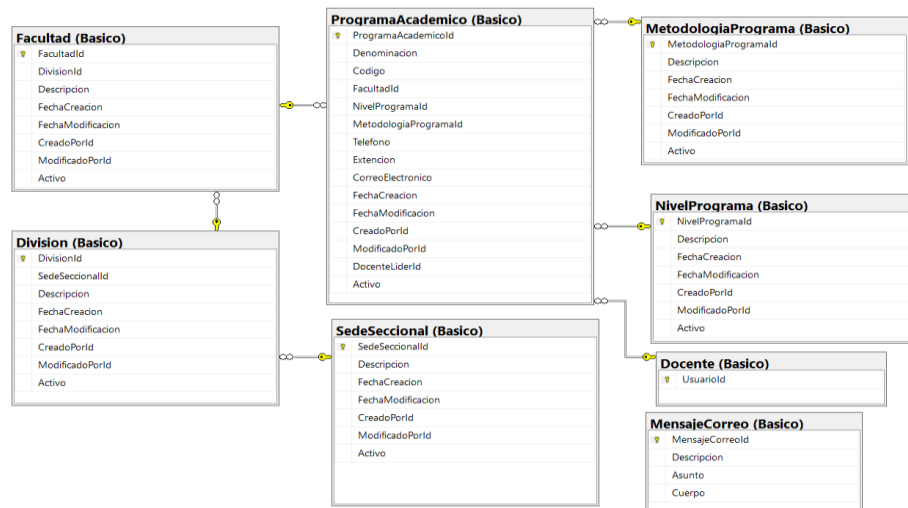 Facultad (Basico)
FacultadId
DivisionId
Descripcion
FechaCreacion
FechaModificacion
CreadoPorId
ModificadoPorId
Activo
Division (Basico)
DivisionId
SedeSeccionalId
Descripcion
FechaCreacion
FechaModificacion
CreadoPorId
ModificadoPorId
Activo
ProgramaAcademico (Basico)
ProgramaAcademicoId
Denominacion
Codigo
FacultadId
NivelProgramaId
MetodologiaProgramaId
Telefono
Extencion
CorreoElectronico
FechaCreacion
FechaModificacion
CreadoPorId
ModificadoPorId
DocenteLiderId
Activo
SedeSeccional (Basico)
SedeSeccionalId
Descripcion
FechaCreacion
FechaModificacion
CreadoPorId
ModificadoPorId
Activo
MetodologiaPrograma (Basico)
MetodologiaProgramaId
Descripcion
FechaCreacion
FechaModificacion
CreadoPorId
ModificadoPorId
Activo
NivelPrograma (Basico)
NivelProgramaId
Descripcion
FechaCreacion
FechaModificacion
CreadoPorId
ModificadoPorId
Activo
Docente (Basico)
UsuarioId
MensajeCorreo (Basico)
MensajeCorreoId
Descripcion
Asunto
Cuerpo